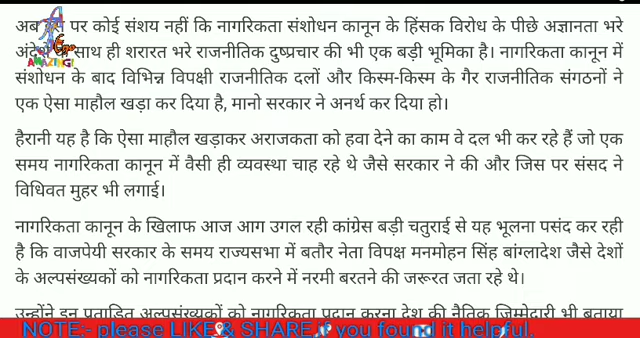 अब पर कोई संशय नहीं कि नागरिकता संशोधन कानून के हिंसक विरोध के पीछे अज्ञानता भरे
साथ ही शरारत भरे राजनीतिक दुष्प्रचार की भी एक बड़ी भूमिका है। नागरिकता कानून में
AMAZING!
संशोधन के बाद विभिन्न विपक्षी राजनीतिक दलों और किस्म-किस्म के गैर राजनीतिक संगठनों ने
एक ऐसा माहौल खड़ा कर दिया है, मानो सरकार ने अनर्थ कर दिया हो।
हैरानी यह है कि ऐसा माहौल खड़ाकर अराजकता को हवा देने का काम वे दल भी कर रहे हैं जो एक
समय नागरिकता कानून में वैसी ही व्यवस्था चाह रहे थे जैसे सरकार ने की और जिस पर संसद ने
विधिवत मुहर भी लगाई।
नागरिकता कानून के खिलाफ आज आग उगल रही कांग्रेस बड़ी चतुराई से यह भूलना पसंद कर रही
है कि वाजपेयी सरकार के समय राज्यसभा में बतौर नेता विपक्ष मनमोहन सिंह बांग्लादेश जैसे देशों
के अल्पसंख्यकों को नागरिकता प्रदान करने में नरमी बरतने की जरूरत जता रहे थे।
उन्होंने इन प्रताड़ित अल्पसंख्यकों को नागरिकता प्रदान करना देश की नैतिक जिम्मेदारी भी बताया
NOTE:- please LIKE & SHARE if you found it helpful.